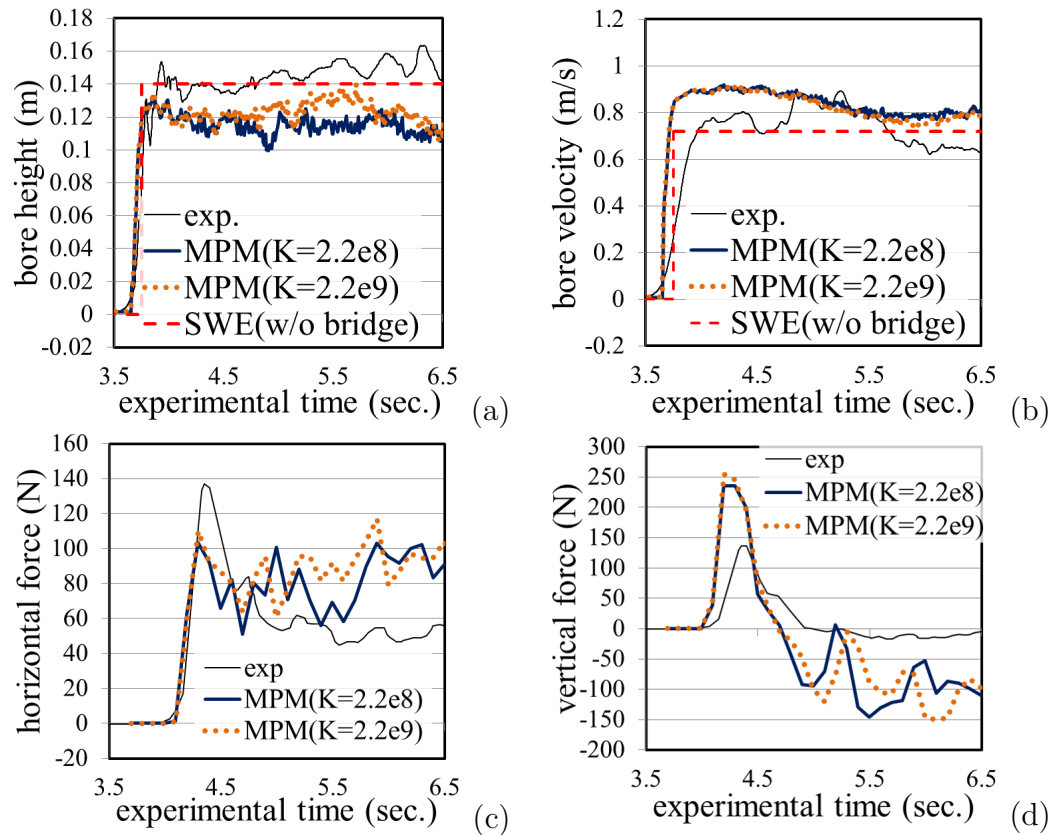 0.16
0.14
0.12
0.1
0.08
0.06
0.04
0.02
0
-0.02
bore height (m)
exp.
MPM(K=2.2e8)
MPM(K=2.2e9)
SWE(w/o bridge)
3.5 4.5 5.5 6.5
experimental time (sec.)
(a)
1.2
1
0.8
0.6
0.4
0.2
0
-0.2
bore velocity (m/s)
exp.
MPM(K=2.2e8)
MPM(K=2.2e9)
SWE(w/o bridge)
3.5 4.5 5.5 6.5
experimental time (sec.)
(b)
160
140
120
100
80
60
40
20
0
-20
horizontal force (N)
exp
MPM(K=2.2e8)
MPM(K=2.2e9)
3.5 4.5 5.5 6.5
experimental time (sec.)
(c)
300
250
200
150
100
50
0
-50
-100
-150
-200
vertical force (N)
exp
MPM(K=2.2e8)
MPM(K=2.2e9)
3.5 4.5 5.5 6.5
experimental time (sec.)
(d)